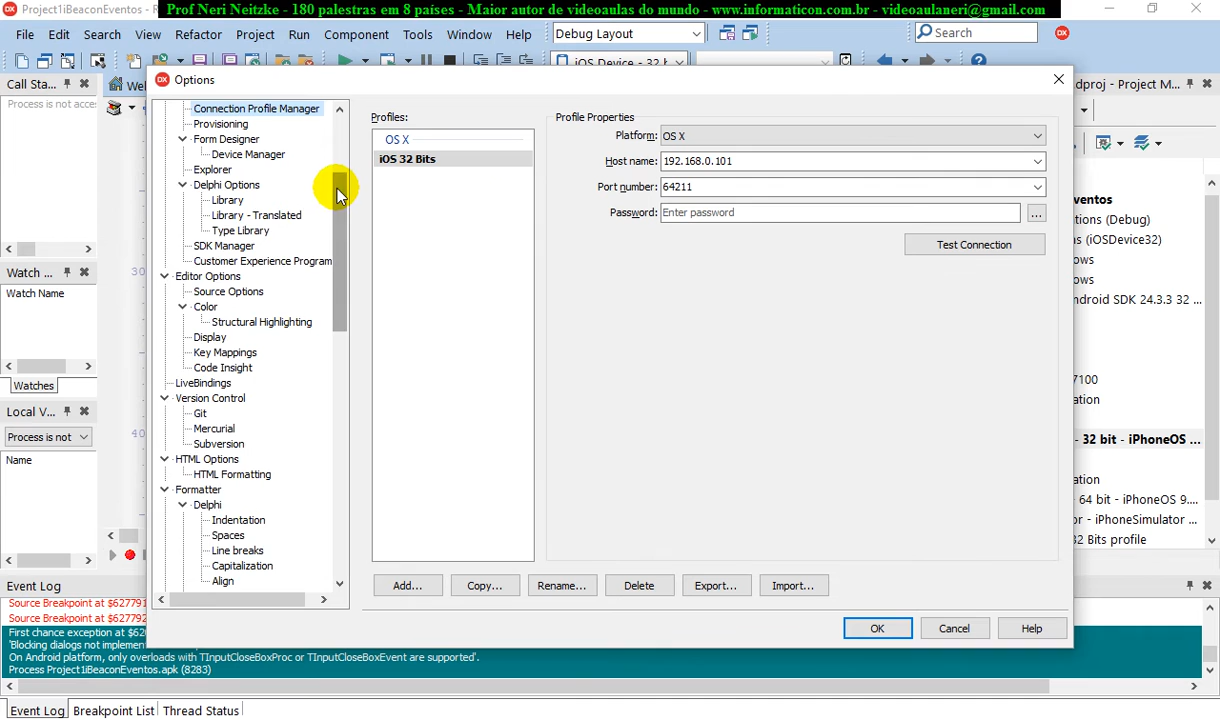 Project1iBeaconEventos - R
Prof Neri Neitzke - 180 palestras em 8 países - Maior autor de videoaulas do mundo - www.informaticon.com.br - videoaulaneri@gmail.com
File Edit Search View Refactor Project Run Component Tools Window Help
Debug Layout
Search
iOS Device - 32 b
Call Sta...
Wel
Process is not acces
dproj - Project M...
Options
Connection Profile Manager
Provisioning
Form Designer
Device Manager
Explorer
Delphi Options
Library
Library - Translated
Type Library
SDK Manager
Customer Experience Program
Editor Options
Source Options
Color
Structural Highlighting
Display
Key Mappings
Code Insight
LiveBindings
Version Control
Git
Mercurial
Subversion
HTML Options
HTML Formatting
Formatter
Delphi
Indentation
Spaces
Line breaks
Capitalization
Align
Profiles:
OS X
iOS 32 Bits
Profile Properties
Platform: OS X
Host name: 192.168.0.101
Port number: 64211
Password: Enter password
...
Test Connection
Add... Copy... Rename... Delete Export... Import...
OK Cancel Help
Watch ...
Watch Name
30
Watches
Local V...
Process is not
40
Name
ventos
tions (Debug)
s (iOSDevice32)
ows
ows
ndroid SDK 24.3.3 32 ...
7100
ation
- 32 bit - iPhoneOS ...
ation
64 bit - iPhoneOS 9....
or - iPhoneSimulator ...
32 Bits profile
Event Log
Source Breakpoint at $627791
Source Breakpoint at $627792
First chance exception at $62
'Blocking dialogs not implemen
On Android platform, only overloads with TInputCloseBoxProc or TInputCloseBoxEvent are supported'.
Process Project1iBeaconEventos.apk (8283)
Event Log Breakpoint List Thread Status